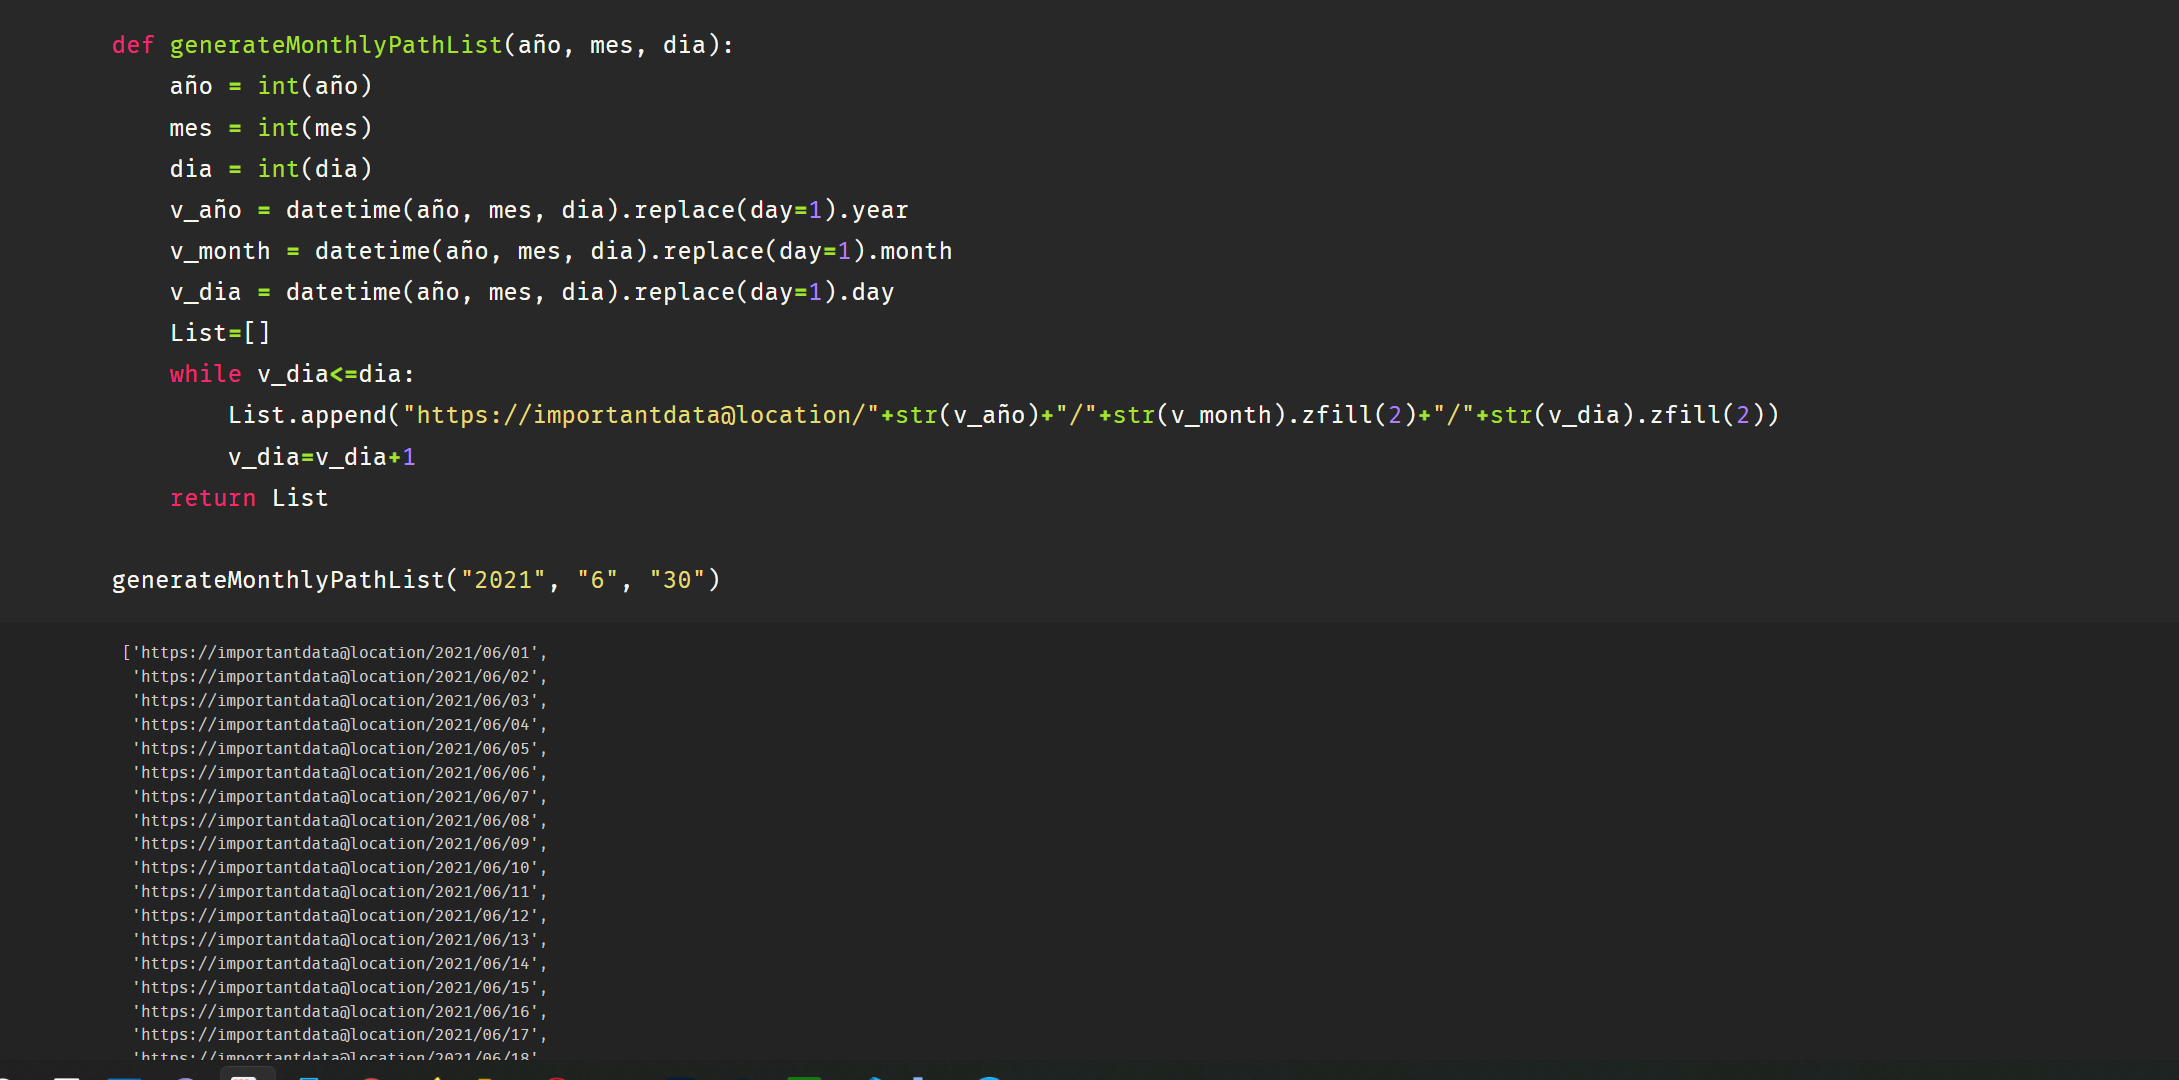 def generateMonthlyPathList(año, mes, dia):
    año = int(año)
    mes = int(mes)
    dia = int(dia)
    v_año = datetime(año, mes, dia).replace(day=1).year
    v_month = datetime(año, mes, dia).replace(day=1).month
    v_dia = datetime(año, mes, dia).replace(day=1).day
    List=[]
    while v_dia<=dia:
        List.append("https://importantdata@location/"+str(v_año)+"/"+str(v_month).zfill(2)+"/"+str(v_dia).zfill(2))
        v_dia=v_dia+1
    return List
generateMonthlyPathList("2021", "6", "30")
['https://importantdata@location/2021/06/01',
 'https://importantdata@location/2021/06/02',
 'https://importantdata@location/2021/06/03',
 'https://importantdata@location/2021/06/04',
 'https://importantdata@location/2021/06/05',
 'https://importantdata@location/2021/06/06',
 'https://importantdata@location/2021/06/07',
 'https://importantdata@location/2021/06/08',
 'https://importantdata@location/2021/06/09',
 'https://importantdata@location/2021/06/10',
 'https://importantdata@location/2021/06/11',
 'https://importantdata@location/2021/06/12',
 'https://importantdata@location/2021/06/13',
 'https://importantdata@location/2021/06/14',
 'https://importantdata@location/2021/06/15',
 'https://importantdata@location/2021/06/16',
 'https://importantdata@location/2021/06/17',
 'https://importantdata@location/2021/06/18'